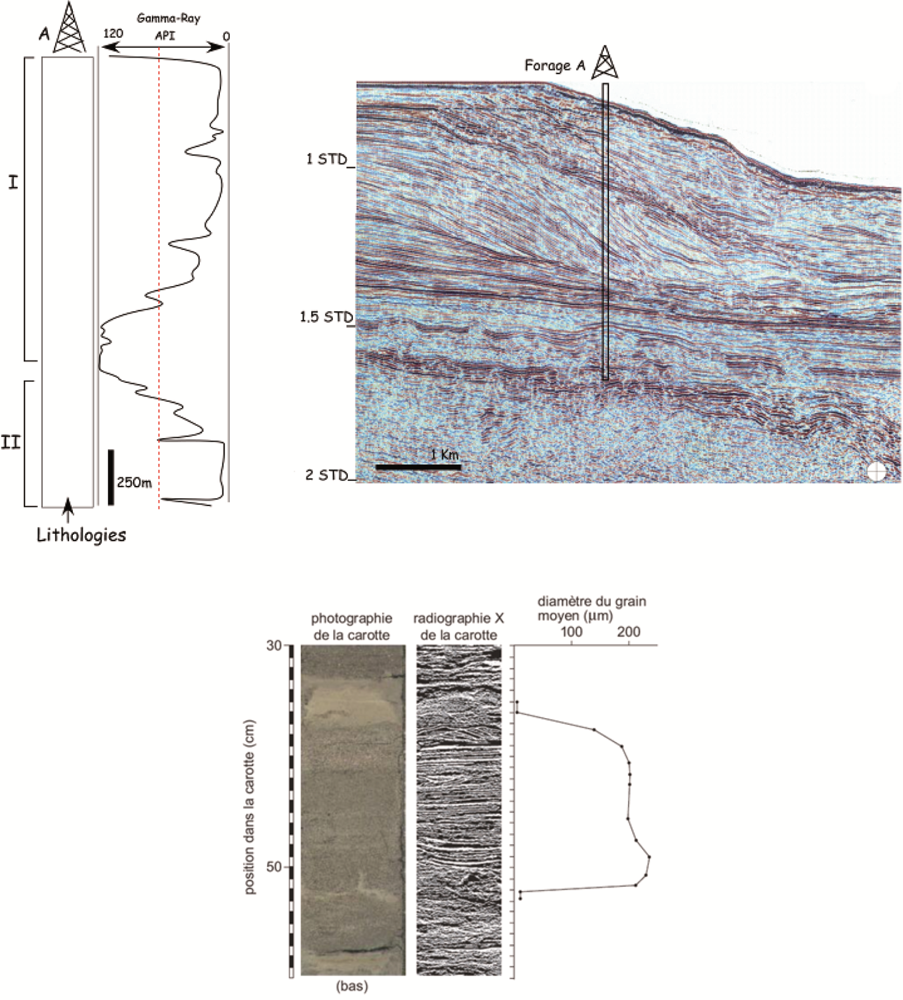 Gamma-Ray
A
120
API
0
I
II
250m
Lithologies
Forage A
1 STD_
1.5 STD
1 Km
2 STD_
diamètre du grain
moyen (μm)
photographie
de la carotte
radiographie X
de la carotte
100
200
30
50
position dans la carotte (cm)
(bas)